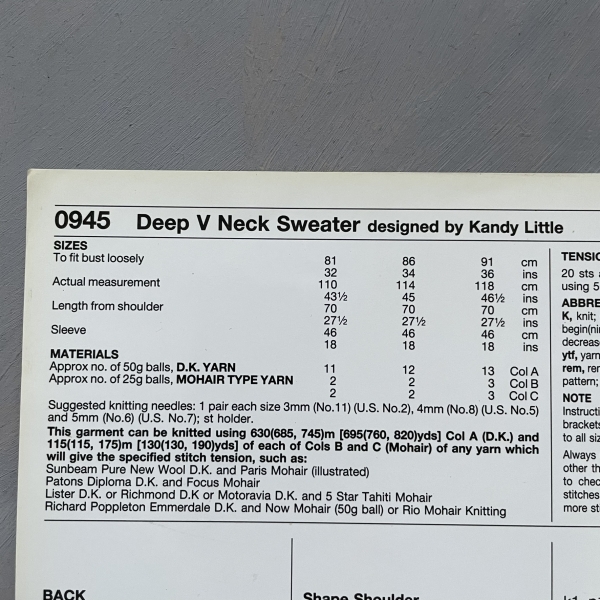 0945 Deep V Neck Sweater designed by Kandy Little
SIZES
To fit bust loosely 81 86 91 cm
32 34 36 ins
Actual measurement 110 114 118 cm
43½ 45 46½ ins
Length from shoulder 70 70 70 cm
27½ 27½ 27½ ins
Sleeve 46 46 46 cm
18 18 18 ins
MATERIALS
Approx no. of 50g balls, D.K. YARN 11 12 13 Col A
Approx no. of 25g balls, MOHAIR TYPE YARN 2 2 3 Col B
2 2 3 Col C
Suggested knitting needles: 1 pair each size 3mm (No.11) (U.S. No.2), 4mm (No.8) (U.S. No.5)
and 5mm (No.6) (U.S. No.7); st holder.
This garment can be knitted using 630(685, 745)m [695(760, 820)yds] Col A (D.K.) and
115(115, 175)m [130(130, 190)yds] of each of Cols B and C (Mohair) of any yarn which
will give the specified stitch tension, such as:
Sunbeam Pure New Wool D.K. and Paris Mohair (illustrated)
Patons Diploma D.K. and Focus Mohair
Lister D.K. or Richmond D.K or Motoravia D.K. and 5 Star Tahiti Mohair
Richard Poppleton Emmerdale D.K. and Now Mohair (50g ball) or Rio Mohair Knitting
20 sts
using 5
K, knit;
ytf, yarn
pattern;
NOTE
brackets
to all
Always
other
to
stitches
more
BACK
Shape Shoulder